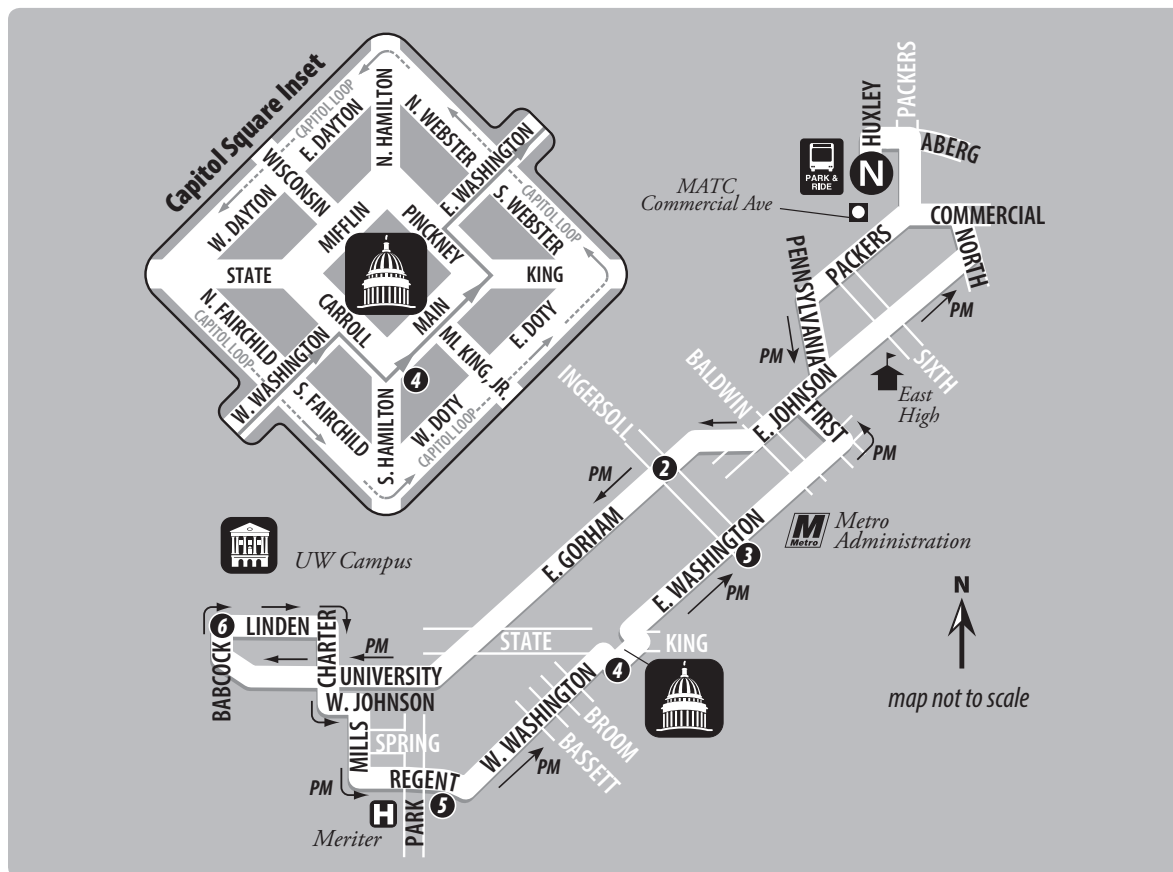 Capitol Square Inset
CAPITOL LOOP
E. DAYTON
N. HAMILTON
N. WEBSTER
E. WASHINGTON
WISCONSIN
W. DAYTON
MIFFLIN
PINCKNEY
S. WEBSTER
CAPITOL LOOP
STATE
KING
N. FAIRCHILD
CAPITOL LOOP
CARROLL
MAIN
ML KING, JR.
E. DOTY
W. WASHINGTON
4
S. FAIRCHILD
S. HAMILTON
W. DOTY
CAPITOL LOOP
HUXLEY
PACKERS
ABERG
PARK &
RIDE
N
MATC
Commercial Ave
COMMERCIAL
NORTH
PACKERS
PENNSYLVANIA
PM
PM
SIXTH
East
High
BALDWIN
E. JOHNSON
FIRST
PM
INGERSOLL
2
PM
E. GORHAM
E. WASHINGTON
3
M
Metro
Metro
Administration
PM
UW Campus
6
LINDEN
CHARTER
BABCOCK
PM
UNIVERSITY
STATE
KING
4
W. JOHNSON
MILLS
SPRING
W. WASHINGTON
BROOM
BASSETT
PM
PM
REGENT
5
H
Meriter
PARK
N
map not to scale